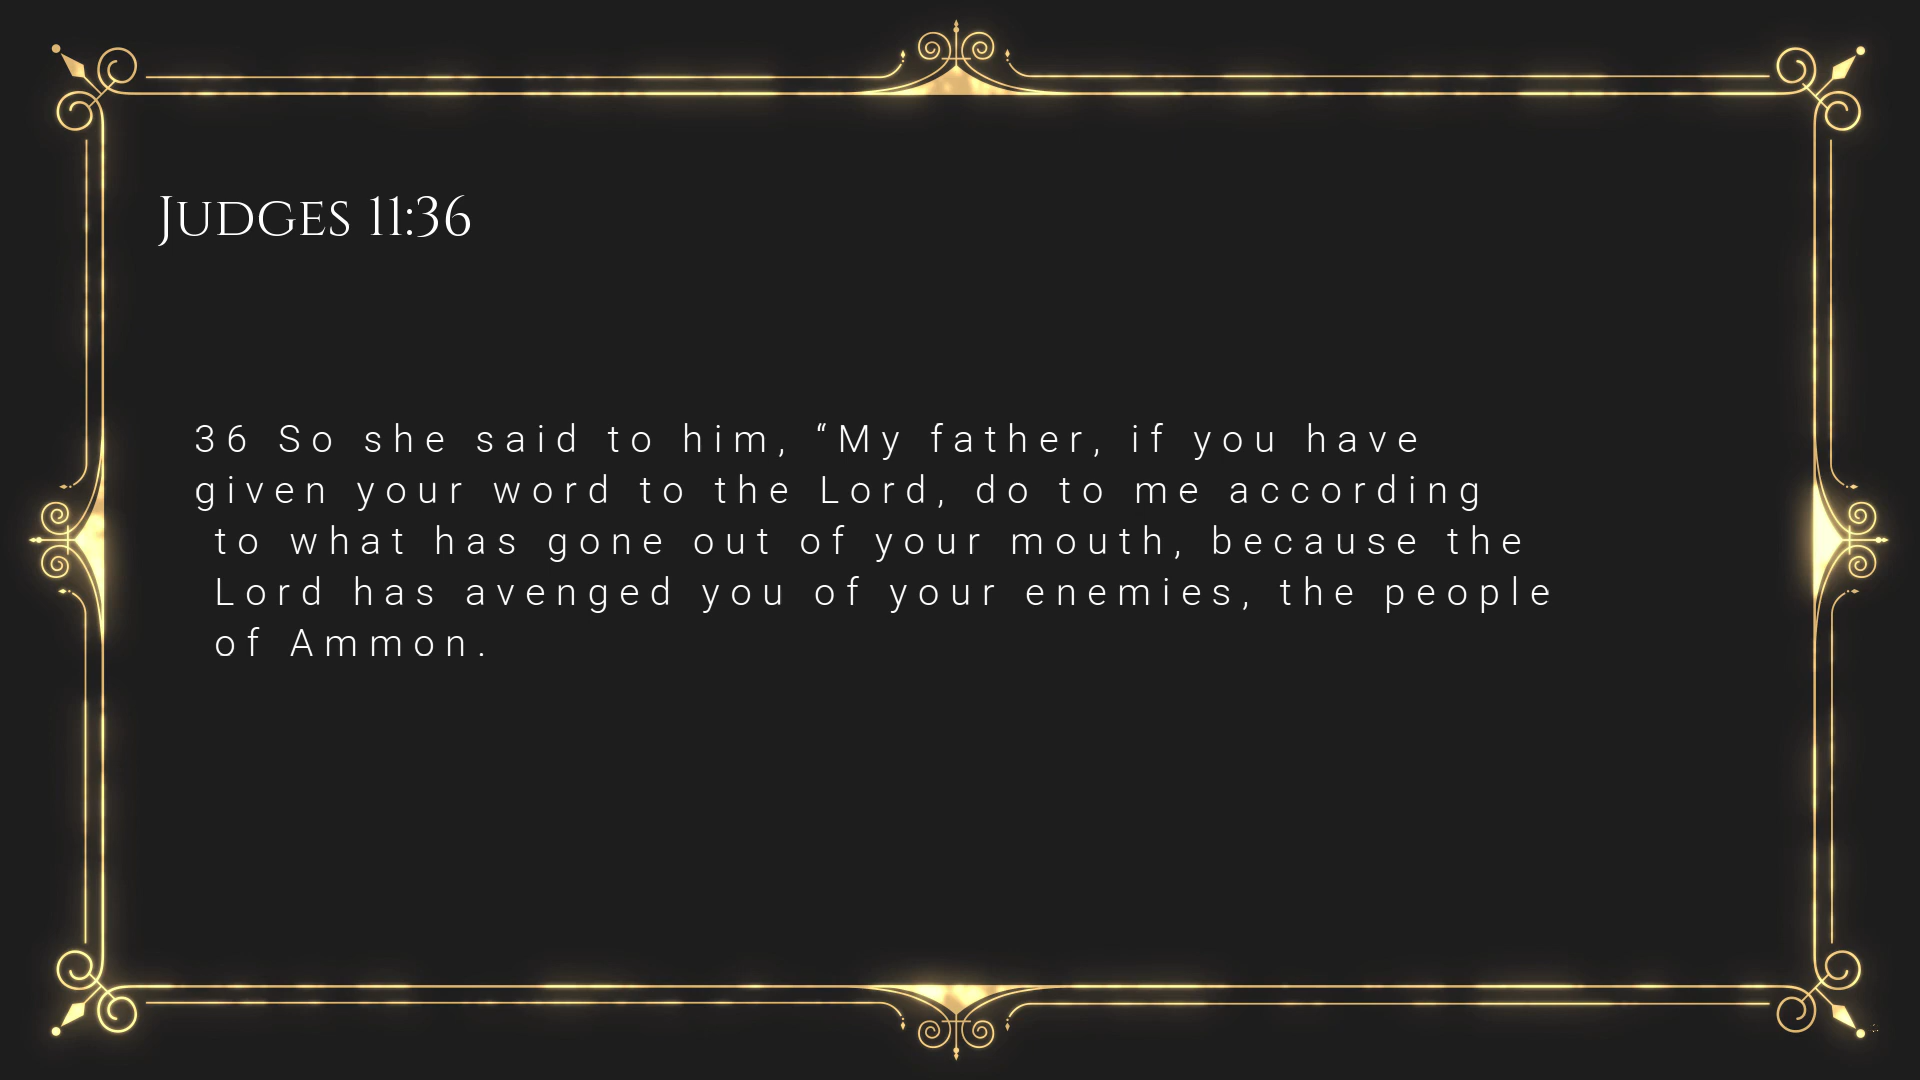 Judges 11:36
36 So she said to him, “My father, if you have
given your word to the Lord, do to me according
to what has gone out of your mouth, because the
Lord has avenged you of your enemies, the people
of Ammon.